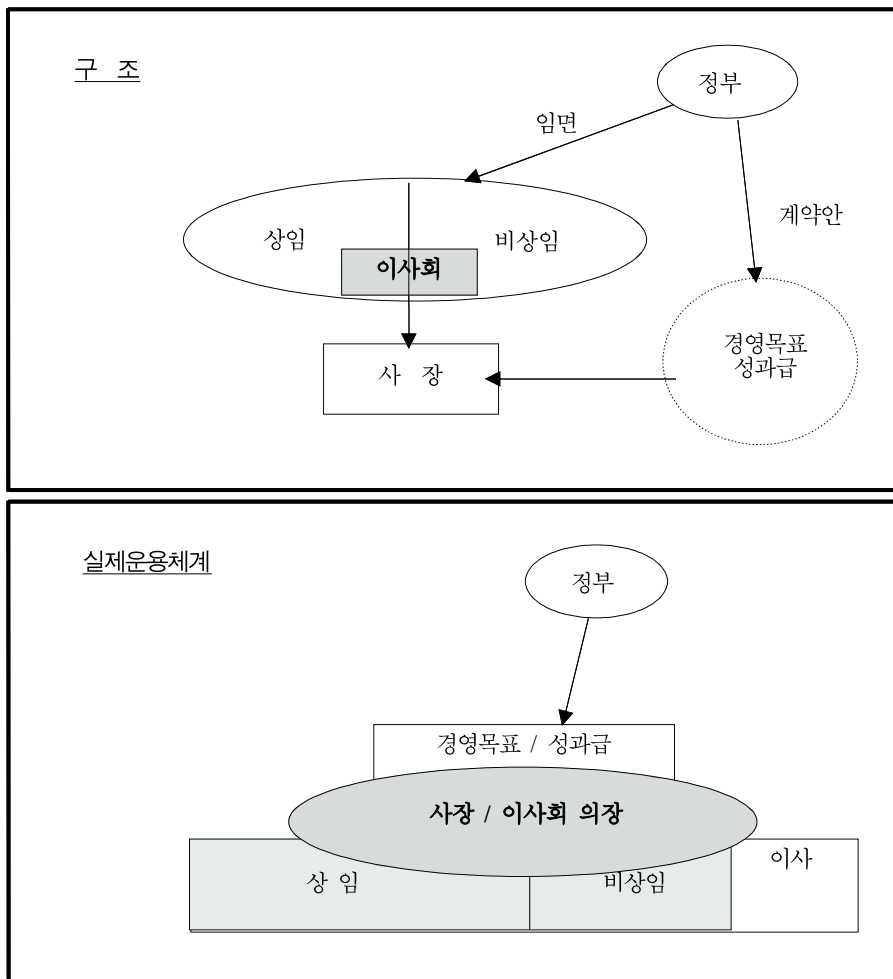 구 조
정부
임면
계약안
상임
비상임
이사회
경영목표
성과급
사 장
실제운용체계
정부
경영목표 / 성과급
사장 / 이사회 의장
이사
상 임
비상임